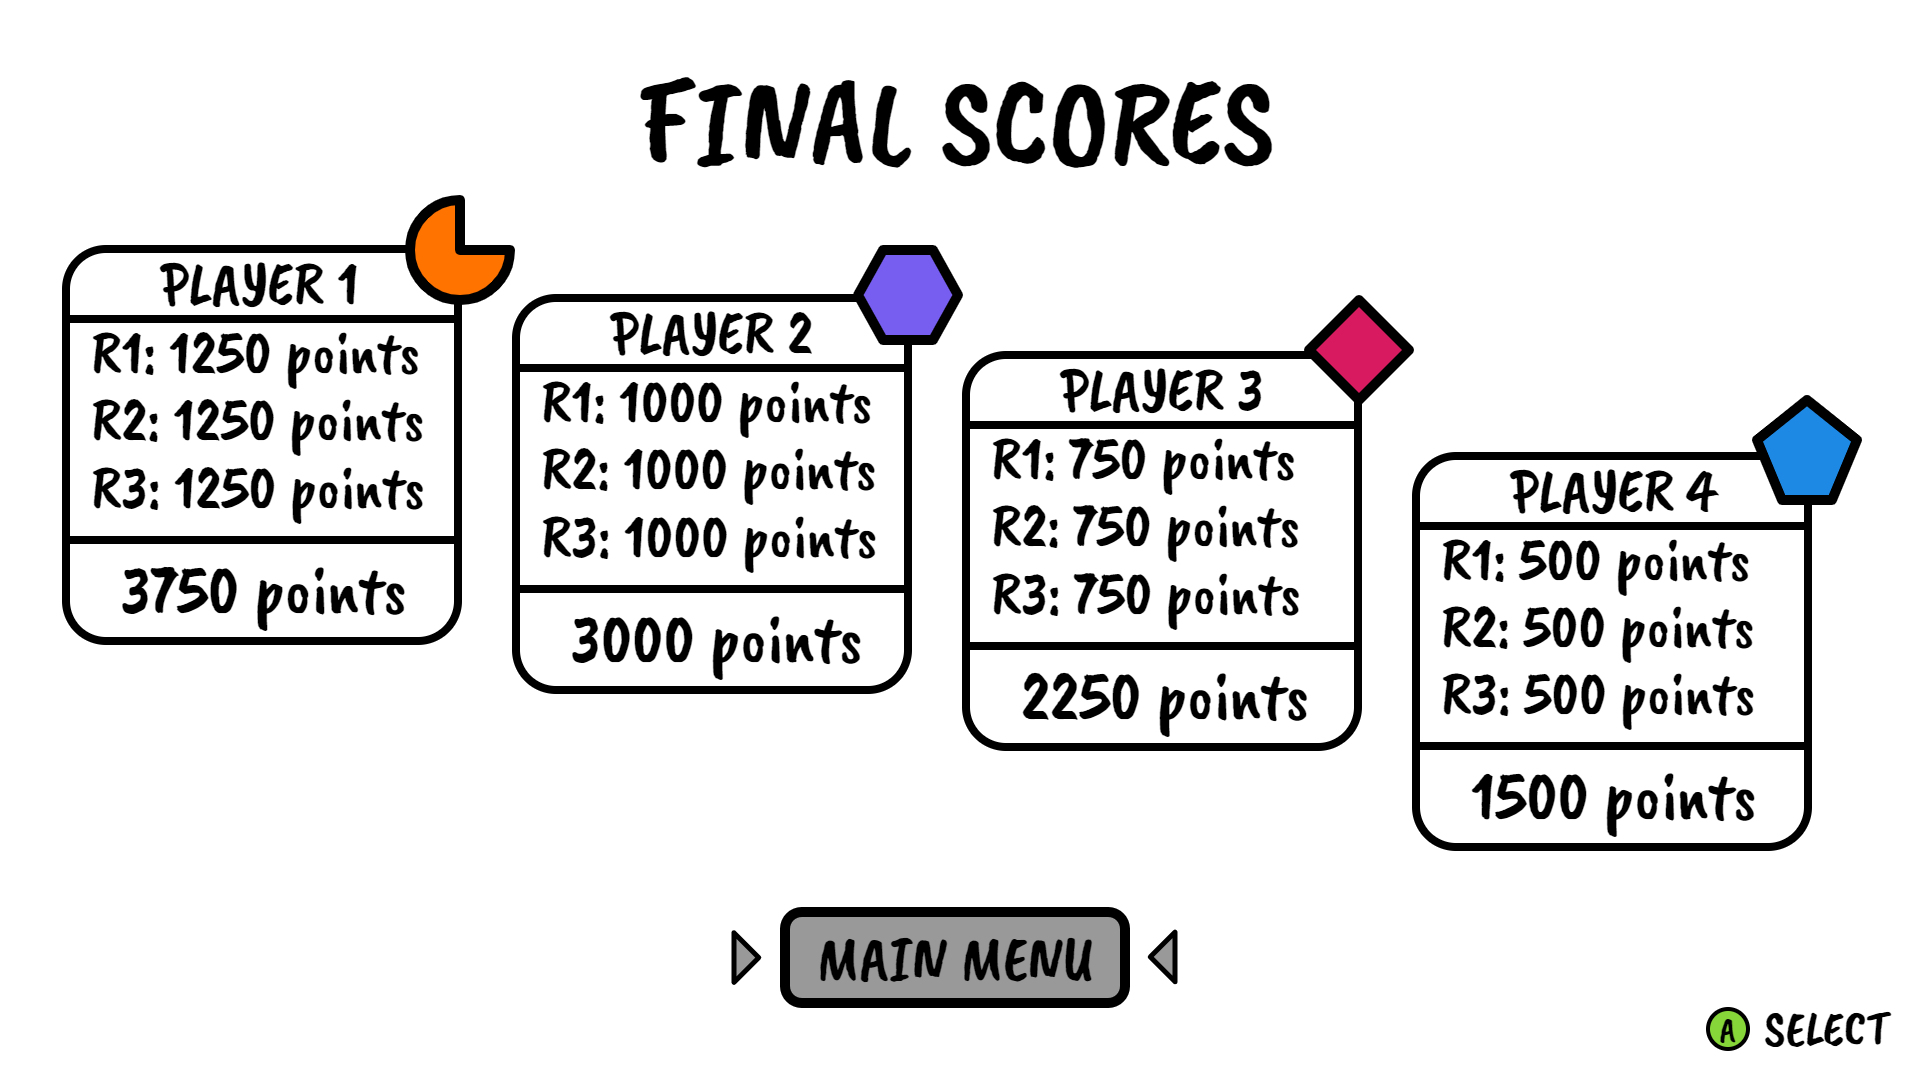 FINAL SCORES
PLAYER 1
R1: 1250 points
R2: 1250 points
R3: 1250 points
3750 points
PLAYER 2
R1: 1000 points
R2: 1000 points
R3: 1000 points
3000 points
PLAYER 3
R1: 750 points
R2: 750 points
R3: 750 points
2250 points
PLAYER 4
R1: 500 points
R2: 500 points
R3: 500 points
1500 points
MAIN MENU
A SELECT